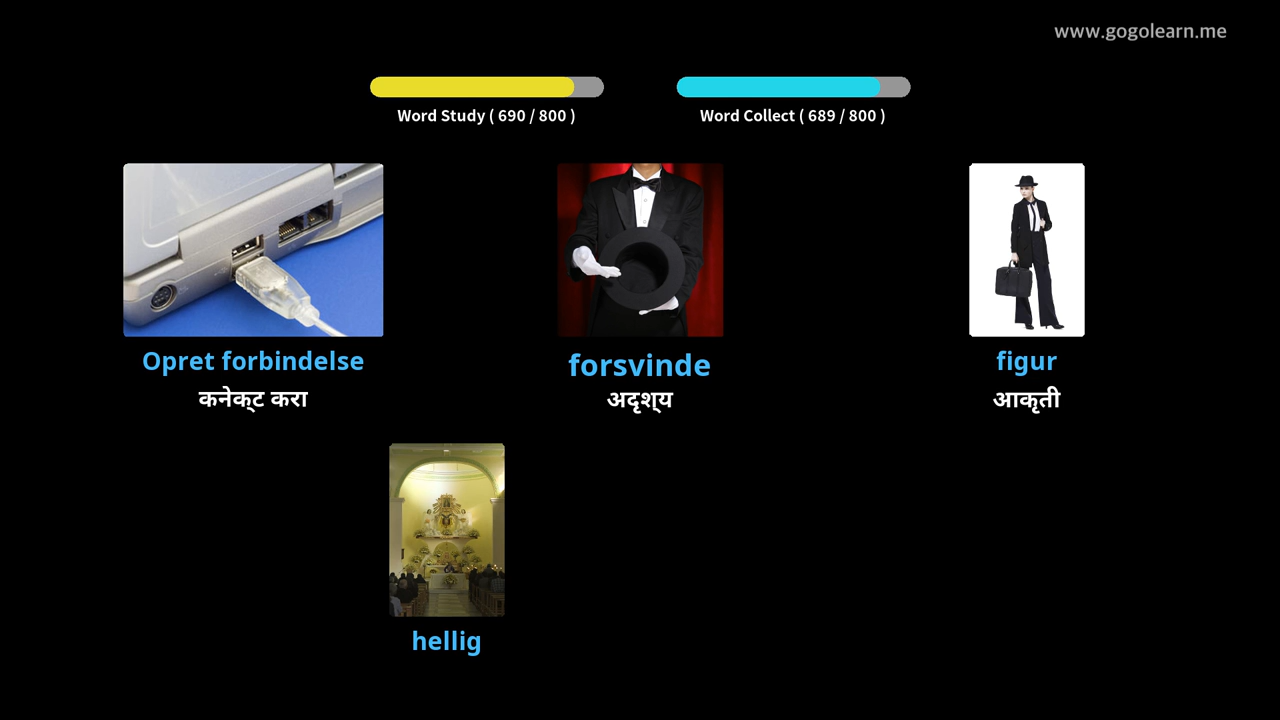 www.gogolearn.me
Word Study ( 690 / 800 )
Word Collect ( 689 / 800 )
Opret forbindelse
कनेक्ट करा
forsvinde
अदृश्य
figur
आकृती
hellig